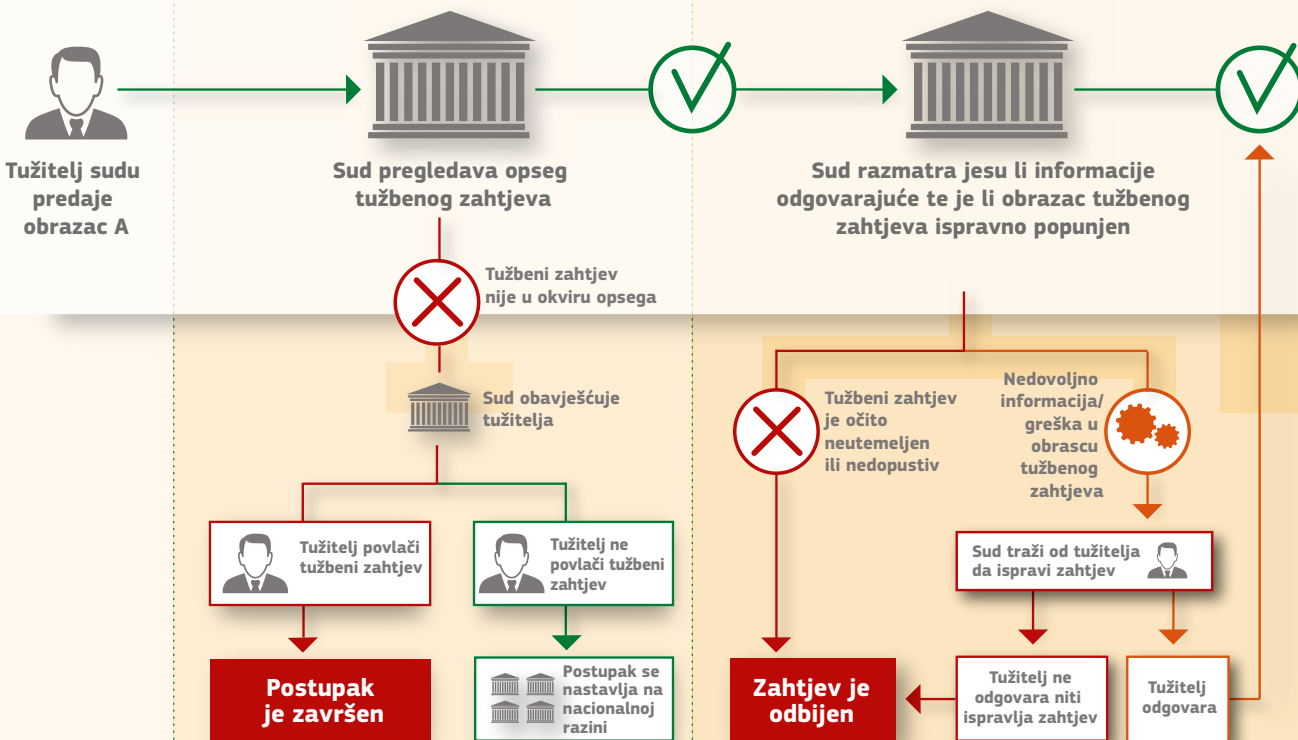 Tužitelj sudu
predaje
obrazac A
Sud pregledava opseg
tužbenog zahtjeva
Sud razmatra jesu li informacije
odgovarajuće te je li obrazac tužbenog
zahtjeva ispravno popunjen
Tužbeni zahtjev
nije u okviru opsega
Sud obavješćuje
tužitelja
Tužitelj povlači
tužbeni zahtjev
Tužitelj ne
povlači tužbeni
zahtjev
Postupak
je završen
Postupak se
nastavlja na
nacionalnoj
razini
Tužbeni zahtjev
je očito
neutemeljen
ili nedopustiv
Nedovoljno
informacija/
greška u
obrascu
tužbenog
zahtjeva
Sud traži od tužitelja
da ispravi zahtjev
Zahtjev je
odbijen
Tužitelj ne
odgovara niti
ispravlja zahtjev
Tužitelj
odgovara